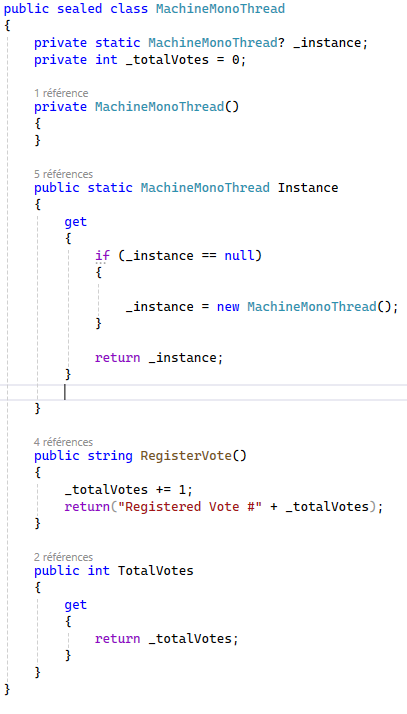 public sealed class MachineMonoThread
{
    private static MachineMonoThread? _instance;
    private int _totalVotes = 0;

    1 référence
    private MachineMonoThread()
    {
    }

    5 références
    public static MachineMonoThread Instance
    {
        get
        {
            if (_instance == null)
            {

                _instance = new MachineMonoThread();
            }

            return _instance;
        }

    }

    4 références
    public string RegisterVote()
    {
        _totalVotes += 1;
        return("Registered Vote #" + _totalVotes);
    }

    2 références
    public int TotalVotes
    {
        get
        {
            return _totalVotes;
        }
    }
}